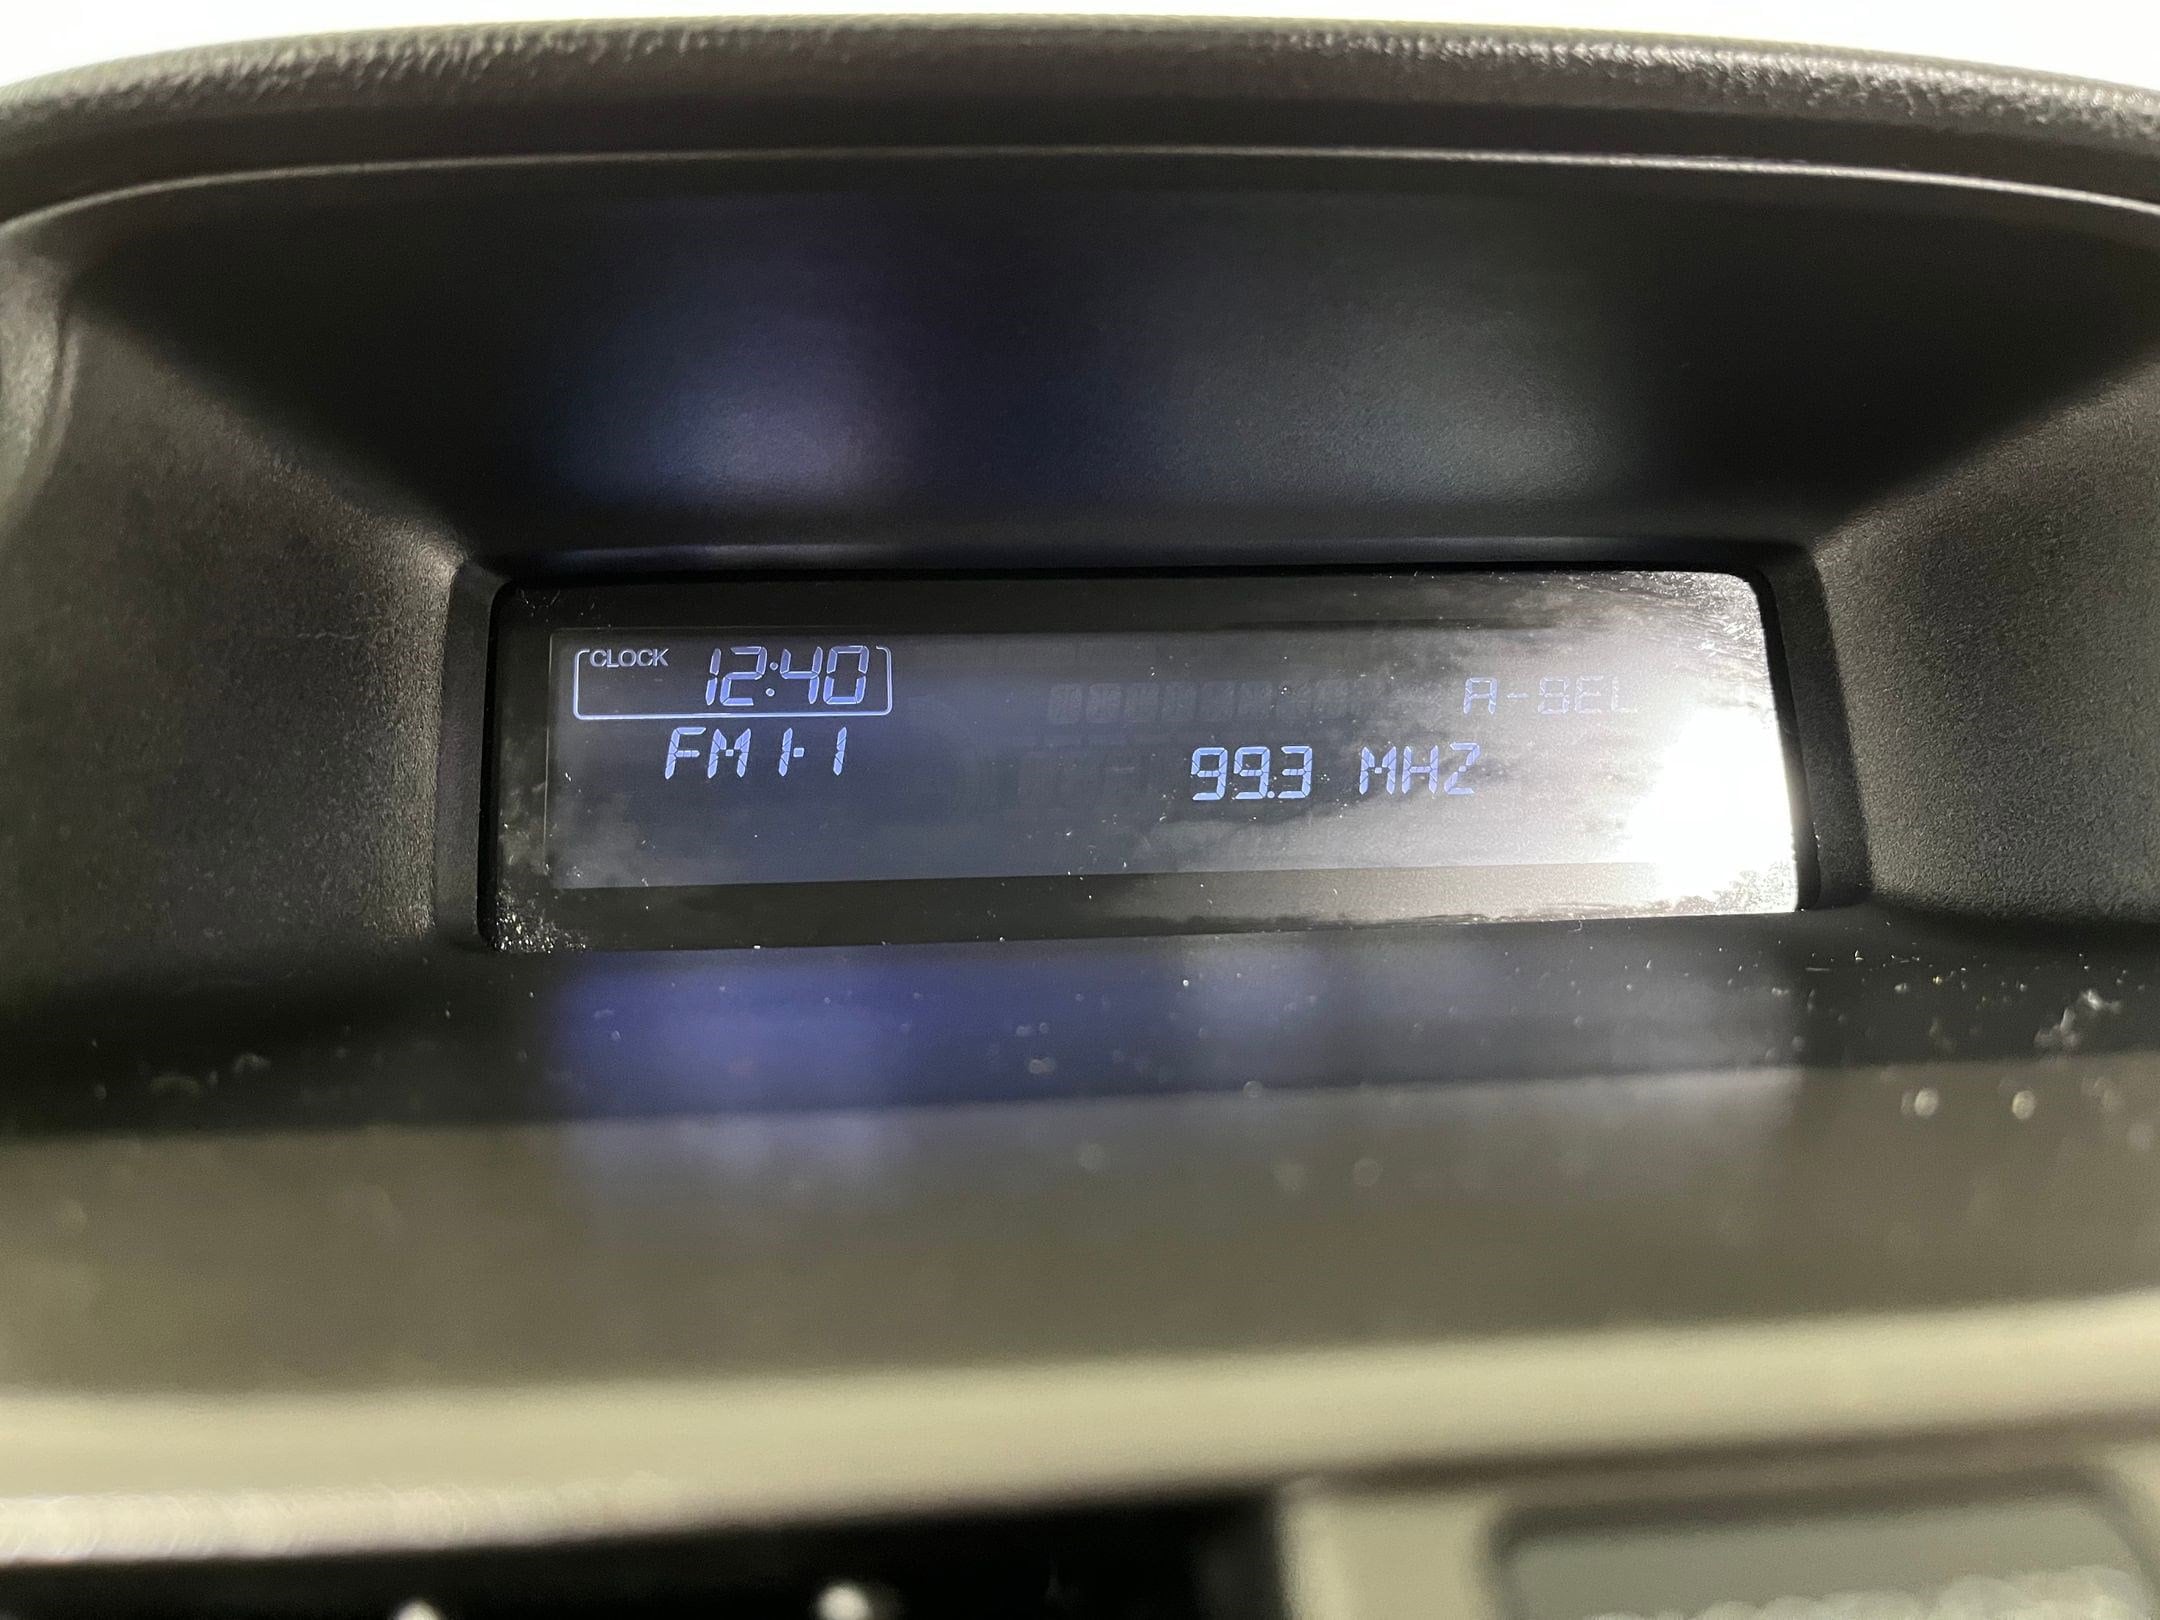 CLOCK 12:40
A-SEL
FM1-1
99.3 MHZ